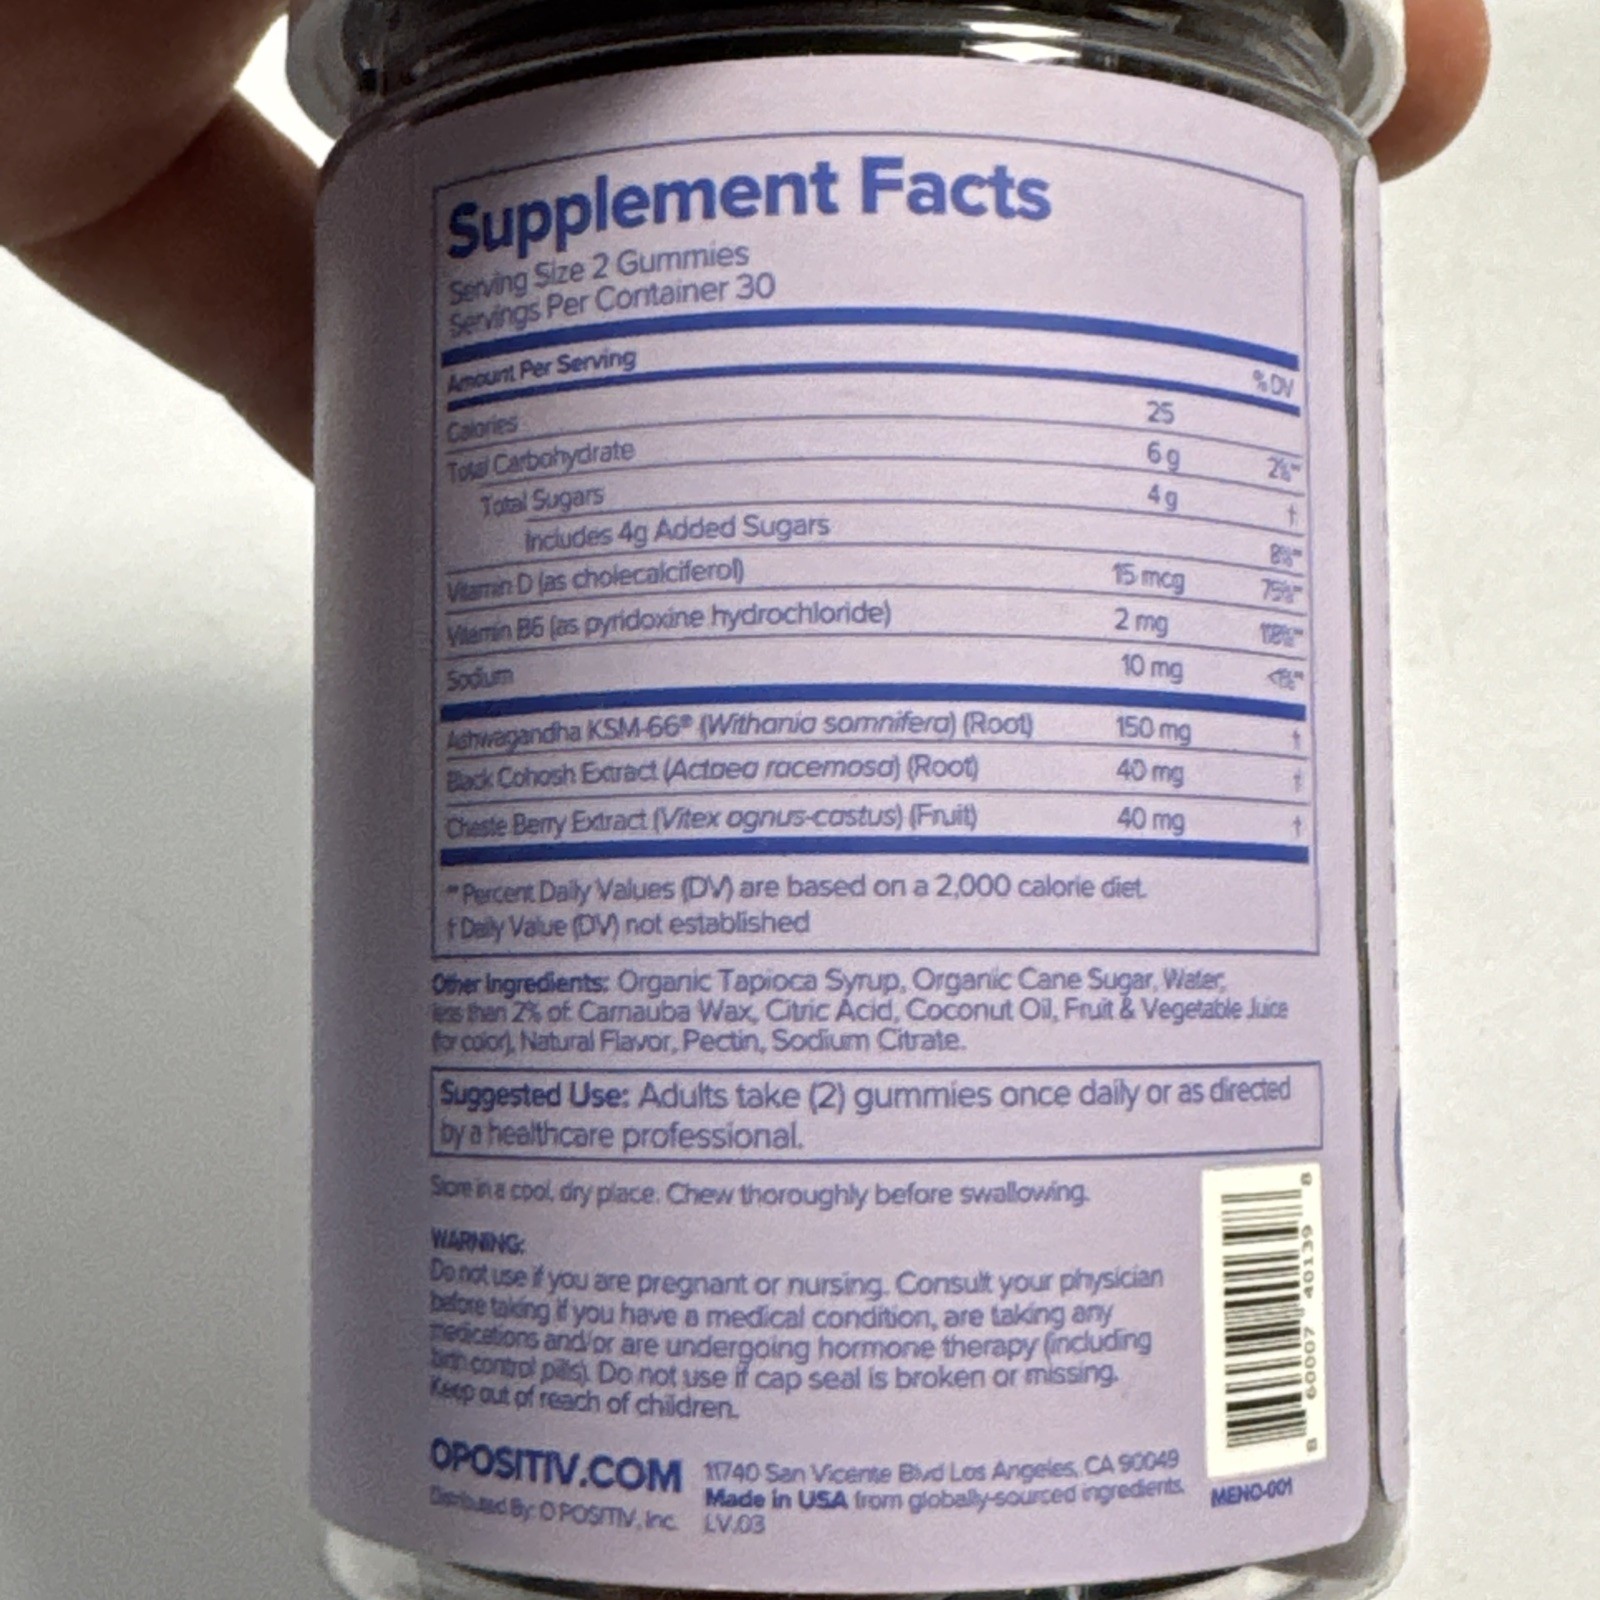 Supplement Facts
Serving Size 2 Gummies
Servings Per Container 30
Amount Per Serving % DV
Calories 25
Total Carbohydrate 6 g 2%**
Total Sugars 4 g †
Includes 4g Added Sugars 8%**
Vitamin D (as cholecalciferol) 15 mcg 75%**
Vitamin B6 (as pyridoxine hydrochloride) 2 mg 118%**
Sodium 10 mg <1%**
Ashwagandha KSM-66® (Withania somnifera) (Root) 150 mg †
Black Cohosh Extract (Actaea racemosa) (Root) 40 mg †
Chaste Berry Extract (Vitex agnus-castus) (Fruit) 40 mg †
** Percent Daily Values (DV) are based on a 2,000 calorie diet.
† Daily Value (DV) not established
Other Ingredients: Organic Tapioca Syrup, Organic Cane Sugar, Water,
less than 2% of: Carnauba Wax, Citric Acid, Coconut Oil, Fruit & Vegetable Juice
(for color), Natural Flavor, Pectin, Sodium Citrate.
Suggested Use: Adults take (2) gummies once daily or as directed
by a healthcare professional.
Store in a cool, dry place. Chew thoroughly before swallowing.
WARNING:
Do not use if you are pregnant or nursing. Consult your physician
before taking if you have a medical condition, are taking any
medications and/or are undergoing hormone therapy (including
birth control pills). Do not use if cap seal is broken or missing.
Keep out of reach of children.
OPOSITIV.COM
Distributed By: O POSITIV, Inc.
11740 San Vicente Blvd Los Angeles, CA 90049
Made in USA from globally-sourced ingredients.
LV.03
8 60007 40139 8
MENO-001